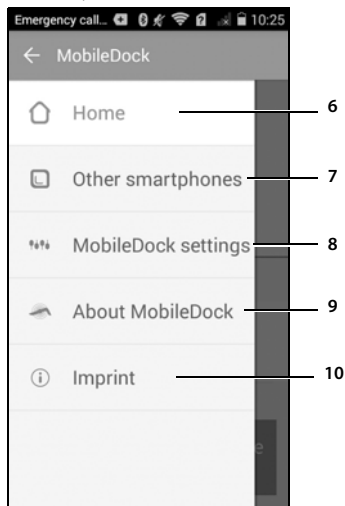 Emergency call... 10:25
MobileDock
Home 6
Other smartphones 7
MobileDock settings 8
About MobileDock 9
Imprint 10
e